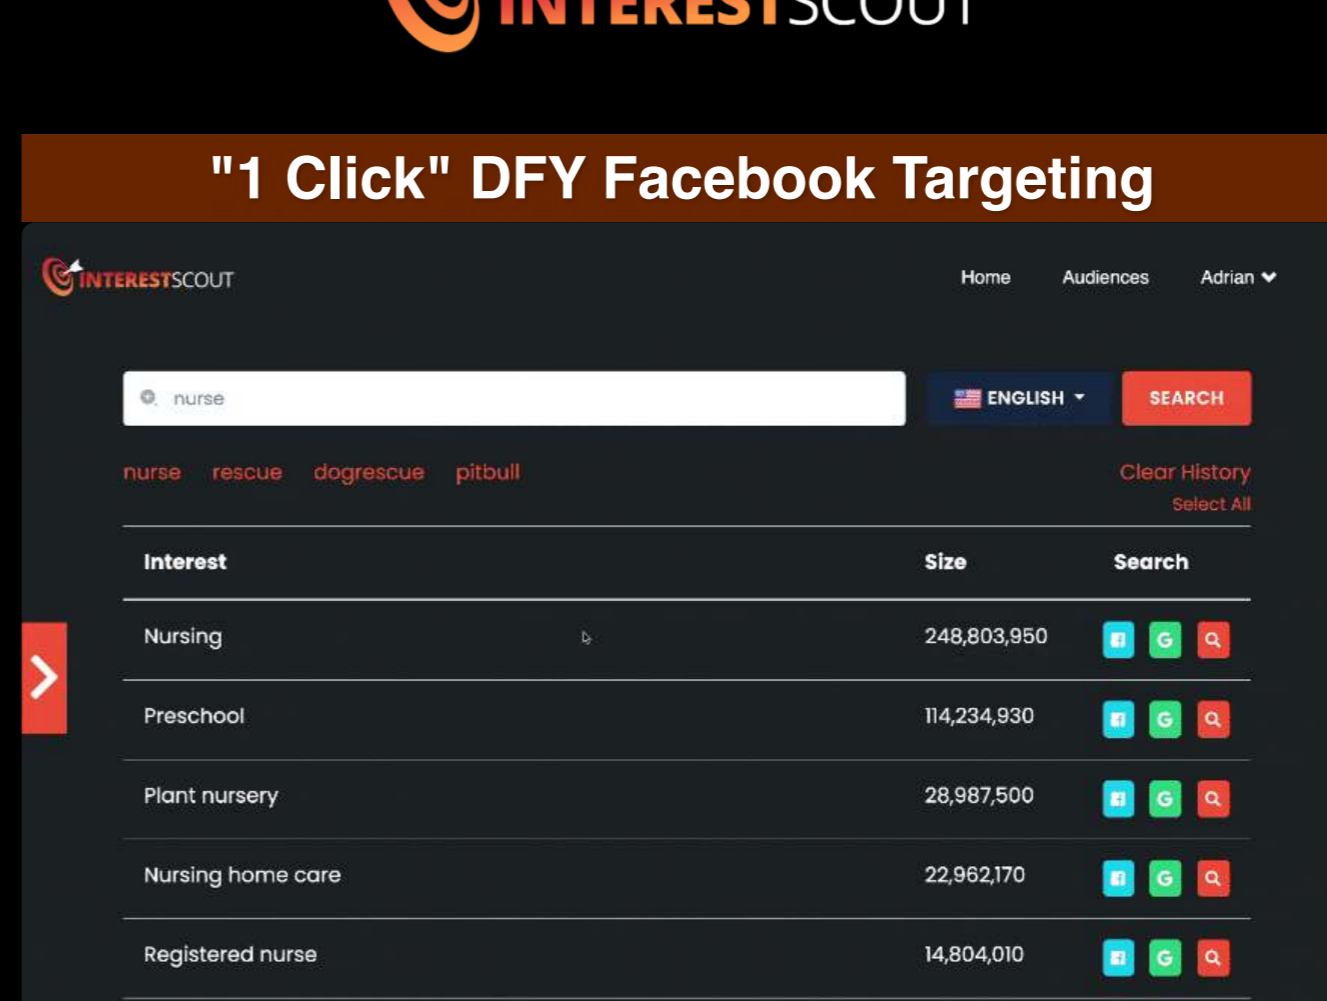 INTERESTSCOUT
"1 Click" DFY Facebook Targeting
INTERESTSCOUT
Home Audiences Adrian
nurse ENGLISH SEARCH
nurse rescue dogrescue pitbull Clear History
Select All
Interest Size Search
Nursing 248,803,950 G
Preschool 114,234,930 G
Plant nursery 28,987,500 G
Nursing home care 22,962,170 G
Registered nurse 14,804,010 G